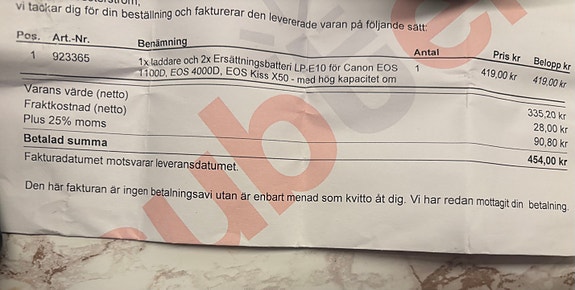 vi tackar dig för din beställning och fakturerar den levererade varan på följande sätt:
Pos. Art.-Nr. Benämning Antal Pris kr Belopp kr
1 923365 1x laddare och 2x Ersättningsbatteri LP-E10 för Canon EOS 1 419.00 kr 419.00 kr
1100D, EOS 4000D, EOS Kiss X50 - med hög kapacitet om
Varans värde (netto) 335,20 kr
Fraktkostnad (netto) 28,00 kr
Plus 25% moms 90,80 kr
Betalad summa 454,00 kr
Fakturadatumet motsvarar leveransdatumet.
Den här fakturan är ingen betalningsavi utan är enbart menad som kvitto åt dig. Vi har redan mottagit din betalning.